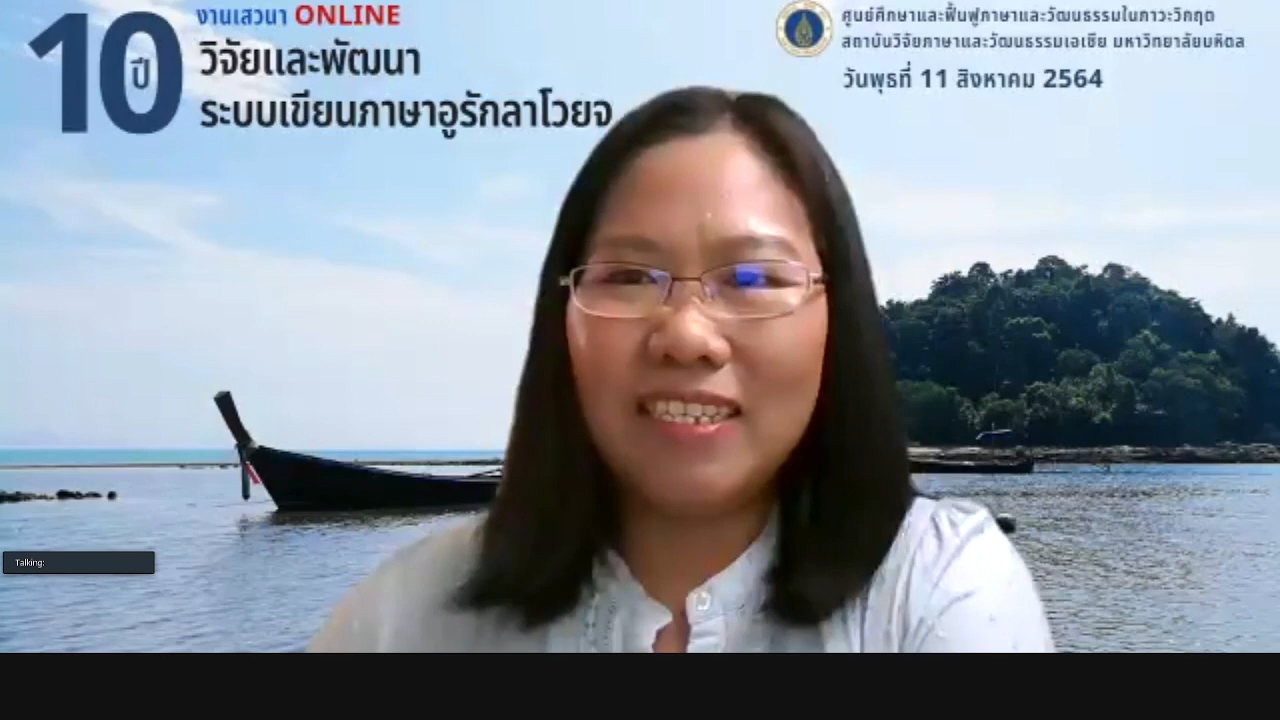 10 ปี
งานเสวนา ONLINE
วิจัยและพัฒนา
ระบบเขียนภาษาอูรักลาโวยจ
ศูนย์ศึกษาและฟื้นฟูภาษาและวัฒนธรรมในภาวะวิกฤต
สถาบันวิจัยภาษาและวัฒนธรรมเอเชีย มหาวิทยาลัยมหิดล
วันพุธที่ 11 สิงหาคม 2564
Talking: